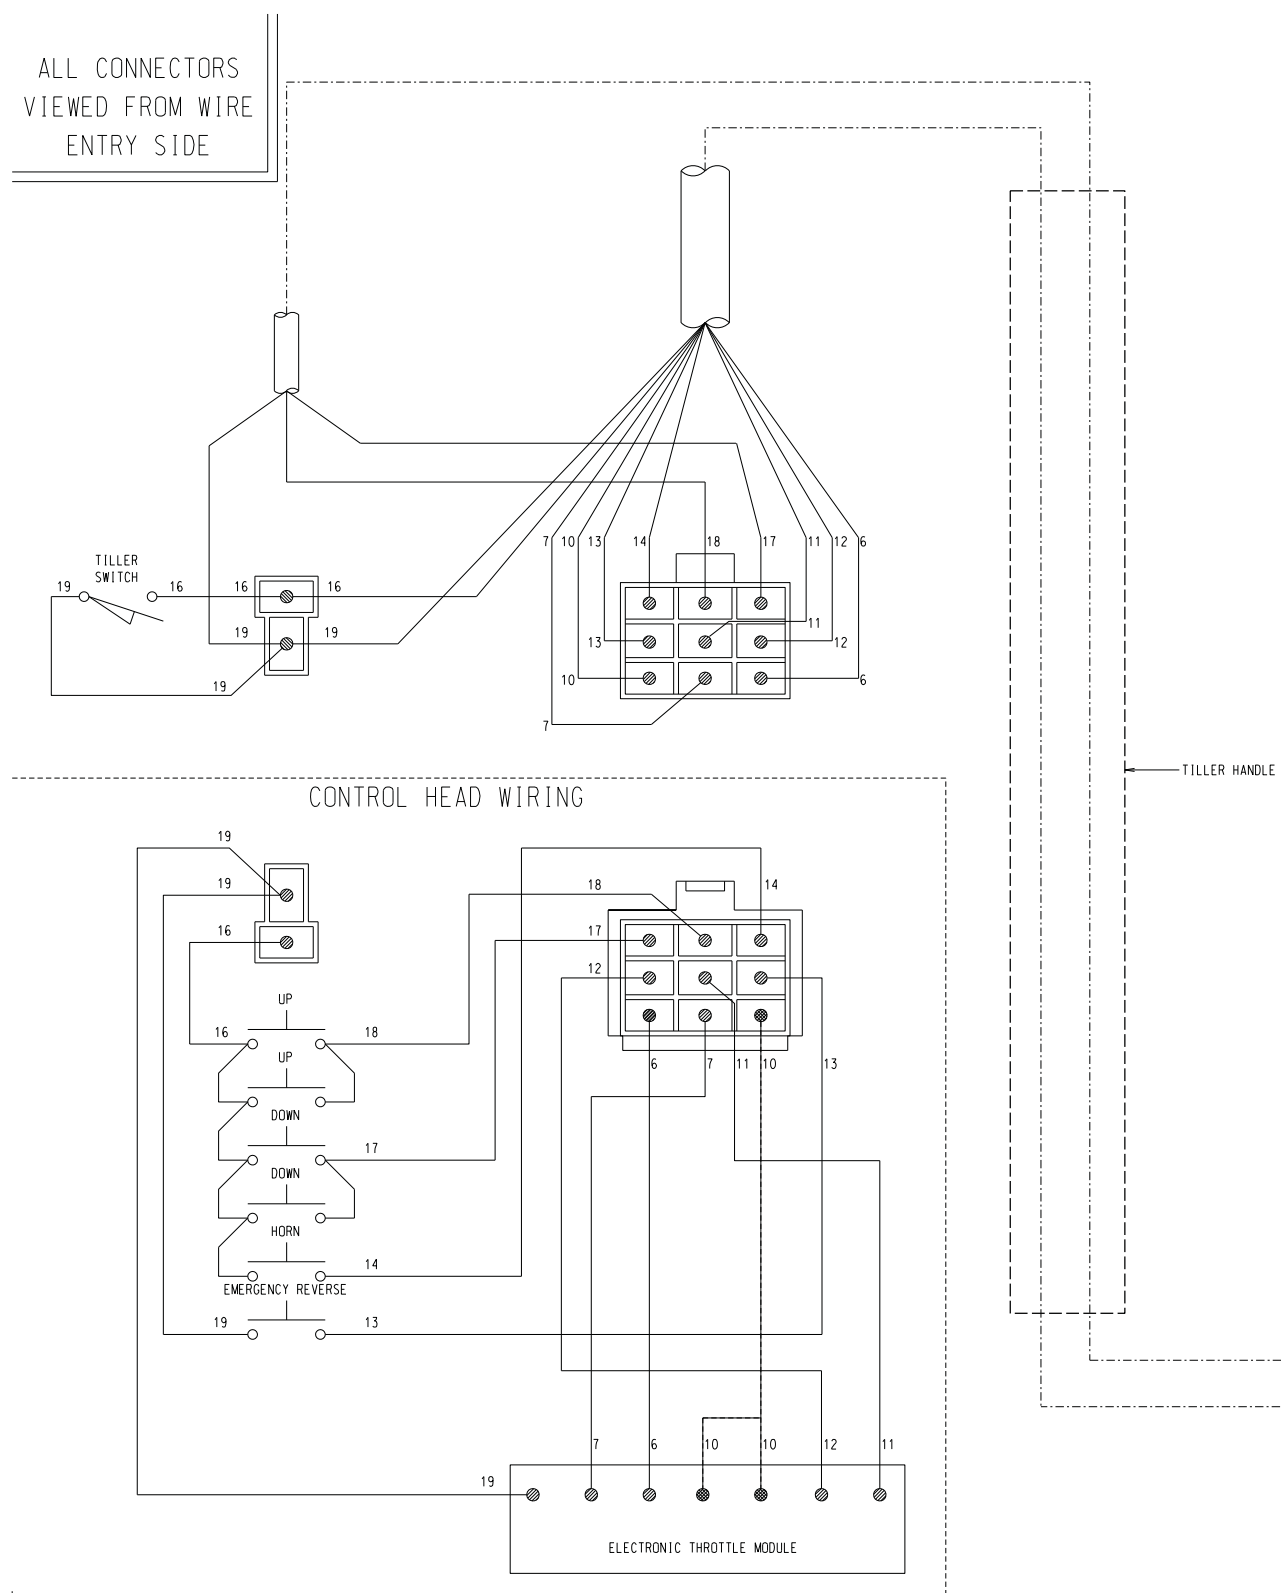 ALL CONNECTORS
VIEWED FROM WIRE
ENTRY SIDE
7 10 13 14 18 17 11 12 6
TILLER
SWITCH
19 16 16 16
11
19 19 13 12
10 6
19
7
TILLER HANDLE
CONTROL HEAD WIRING
19
19 18 14
16 17
12
UP
16 18
UP 6 7 11 10 13
DOWN
17
DOWN
HORN
14
EMERGENCY REVERSE
19 13
7 6 10 10 12 11
19
ELECTRONIC THROTTLE MODULE